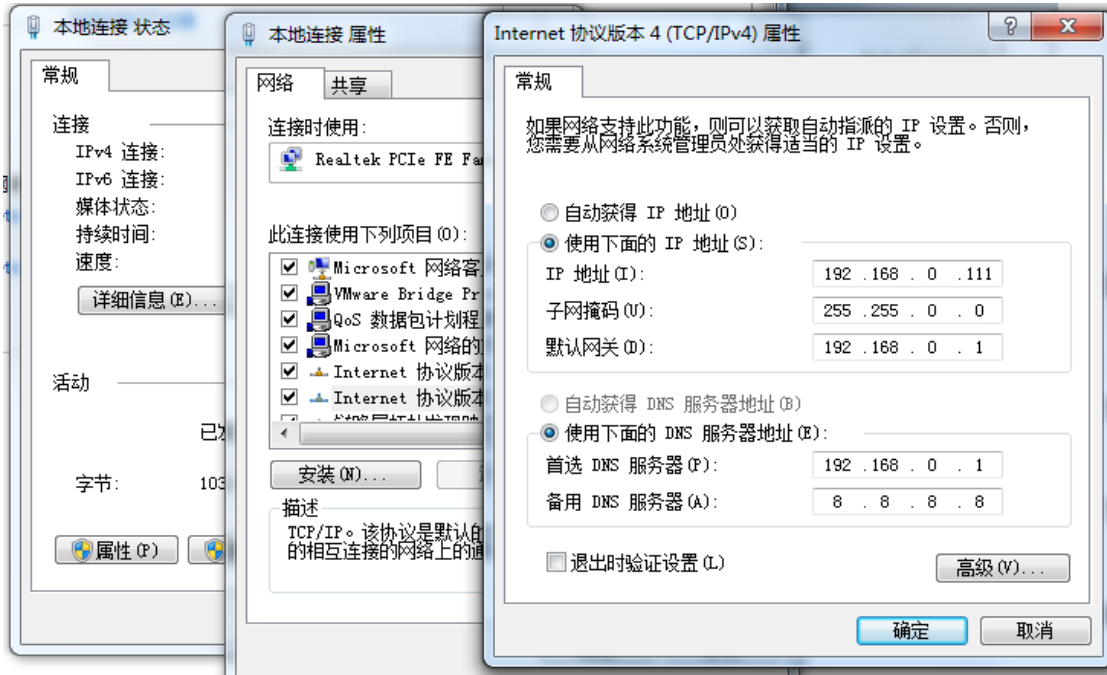 本地连接 状态
常规
连接
IPv4 连接:
IPv6 连接:
媒体状态:
持续时间:
速度:
详细信息(E)...
活动
已
字节:
103
属性(P)
本地连接 属性
网络
共享
连接时使用:
Realtek PCIe FE
此连接使用下列项目(O):
Microsoft 网络客
VMware Bridge Pr
QoS 数据包计划程
Microsoft 网络的
Internet 协议版本
Internet 协议版本
安装(N)...
描述
TCP/IP。该协议是默认的
的相互连接的网络上的通
Internet 协议版本 4 (TCP/IPv4) 属性
常规
如果网络支持此功能，则可以获取自动指派的 IP 设置。否则，
您需要从网络系统管理员处获得适当的 IP 设置。
自动获得 IP 地址(O)
使用下面的 IP 地址(S):
IP 地址(I):
192 .168 . 0 .111
子网掩码(U):
255 .255 . 0 . 0
默认网关(D):
192 .168 . 0 . 1
自动获得 DNS 服务器地址(B)
使用下面的 DNS 服务器地址(E):
首选 DNS 服务器(P):
192 .168 . 0 . 1
备用 DNS 服务器(A):
8 . 8 . 8 . 8
退出时验证设置(L)
高级(V)...
确定
取消